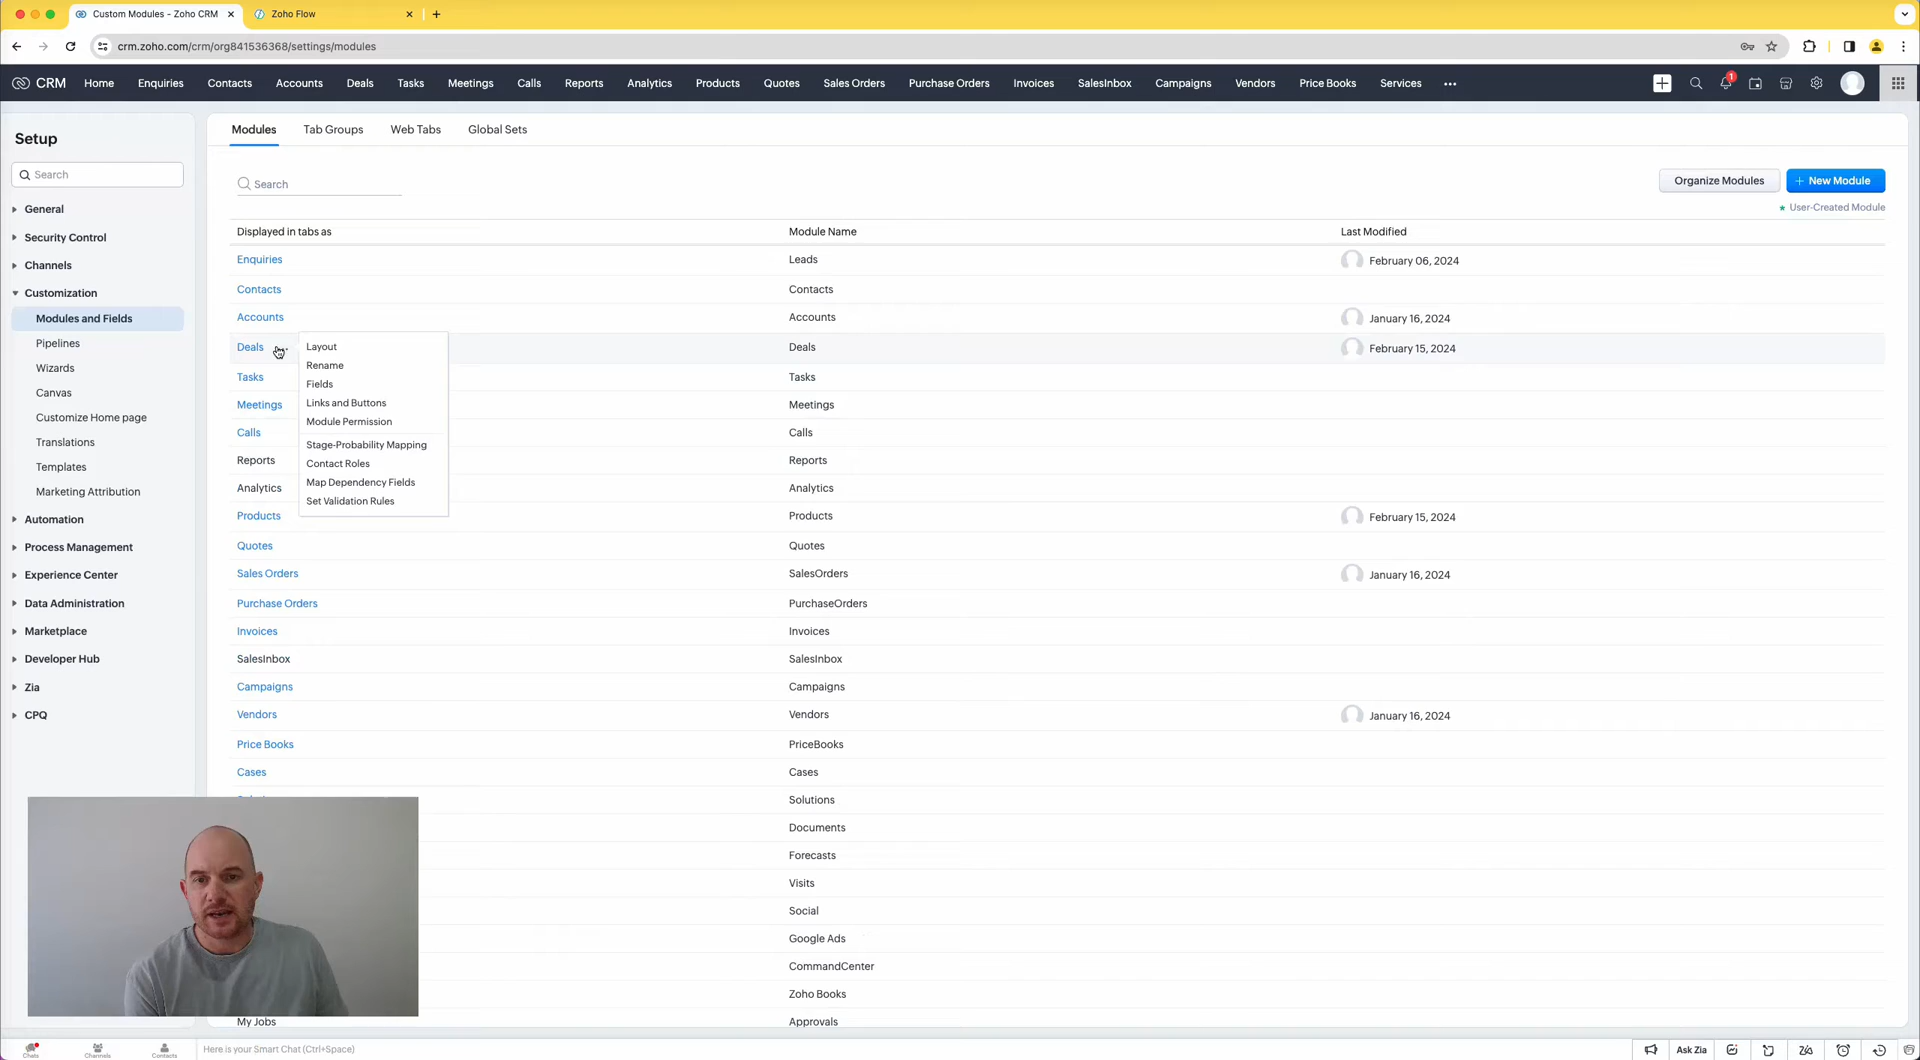 Custom Modules - Zoho CRM
Zoho Flow
crm.zoho.com/crm/org841536368/settings/modules
CRM Home Enquiries Contacts Accounts Deals Tasks Meetings Calls Reports Analytics Products Quotes Sales Orders Purchase Orders Invoices SalesInbox Campaigns Vendors Price Books Services 1
Setup
Search
General
Security Control
Channels
Customization
Modules and Fields
Pipelines
Wizards
Canvas
Customize Home page
Translations
Templates
Marketing Attribution
Automation
Process Management
Experience Center
Data Administration
Marketplace
Developer Hub
Zia
CPQ
Modules Tab Groups Web Tabs Global Sets
Search
Organize Modules + New Module
User-Created Module
Displayed in tabs as Module Name Last Modified
Enquiries Leads February 06, 2024
Contacts Contacts
Accounts Accounts January 16, 2024
Deals Deals February 15, 2024
Tasks Tasks
Meetings Meetings
Calls Calls
Reports Reports
Analytics Analytics
Products Products February 15, 2024
Quotes Quotes
Sales Orders SalesOrders January 16, 2024
Purchase Orders PurchaseOrders
Invoices Invoices
SalesInbox SalesInbox
Campaigns Campaigns
Vendors Vendors January 16, 2024
Price Books PriceBooks
Cases Cases
Solutions
Documents
Forecasts
Visits
Social
Google Ads
CommandCenter
Zoho Books
My Jobs Approvals
Layout
Rename
Fields
Links and Buttons
Module Permission
Stage-Probability Mapping
Contact Roles
Map Dependency Fields
Set Validation Rules
Chats Channels Contacts Here is your Smart Chat (Ctrl+Space) Ask Zia